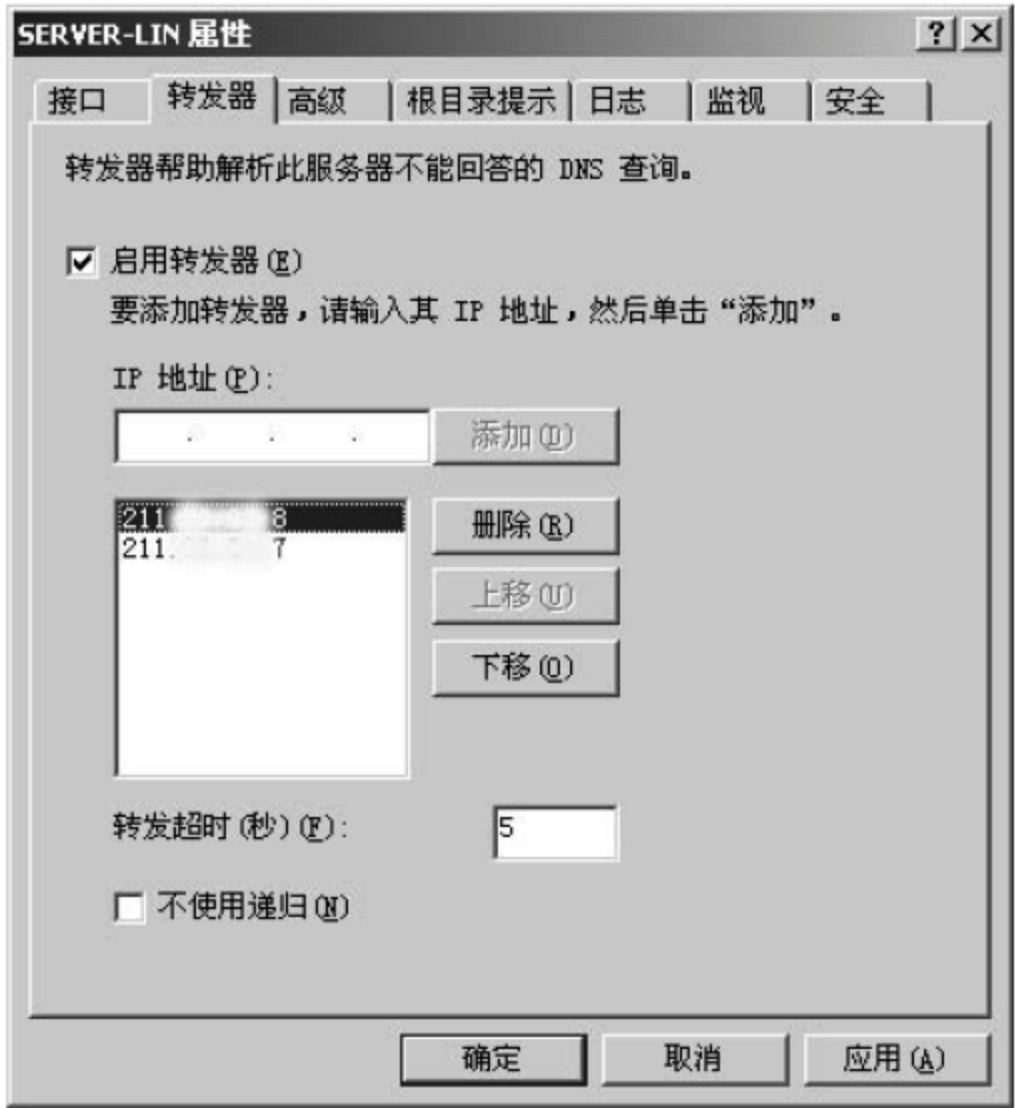 SERVER-LIN 属性
接口 转发器 高级 根目录提示 日志 监视 安全
转发器帮助解析此服务器不能回答的 DNS 查询。
启用转发器(E)
要添加转发器，请输入其 IP 地址，然后单击“添加”。
IP 地址(P):
. . .
添加(D)
211 8
211. 7
删除(R)
上移(U)
下移(O)
转发超时(秒)(F):
5
不使用递归(N)
确定 取消 应用(A)